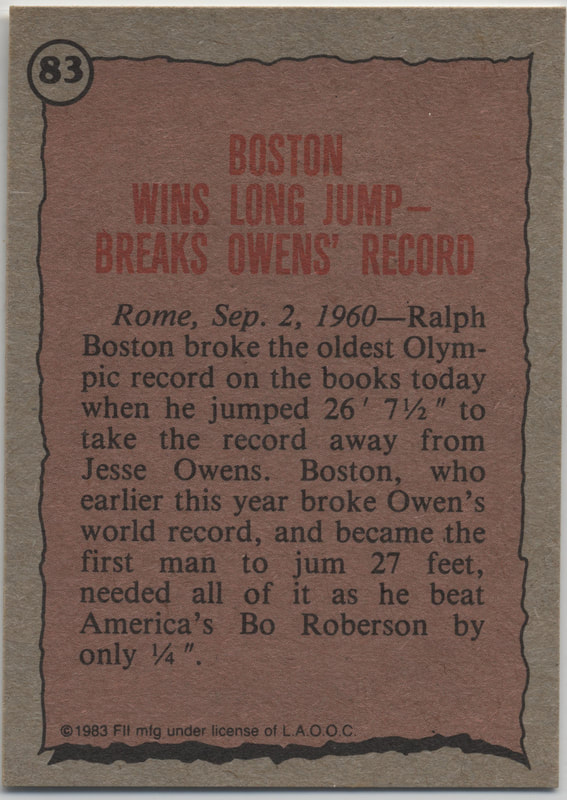 83
BOSTON
WINS LONG JUMP–
BREAKS OWENS' RECORD
Rome, Sep. 2, 1960—Ralph
Boston broke the oldest Olym-
pic record on the books today
when he jumped 26 ' 7½ " to
take the record away from
Jesse Owens. Boston, who
earlier this year broke Owen's
world record, and became the
first man to jum 27 feet,
needed all of it as he beat
America's Bo Roberson by
only ¼ ".
©1983 FII mfg under license of L.A.O.O.C.